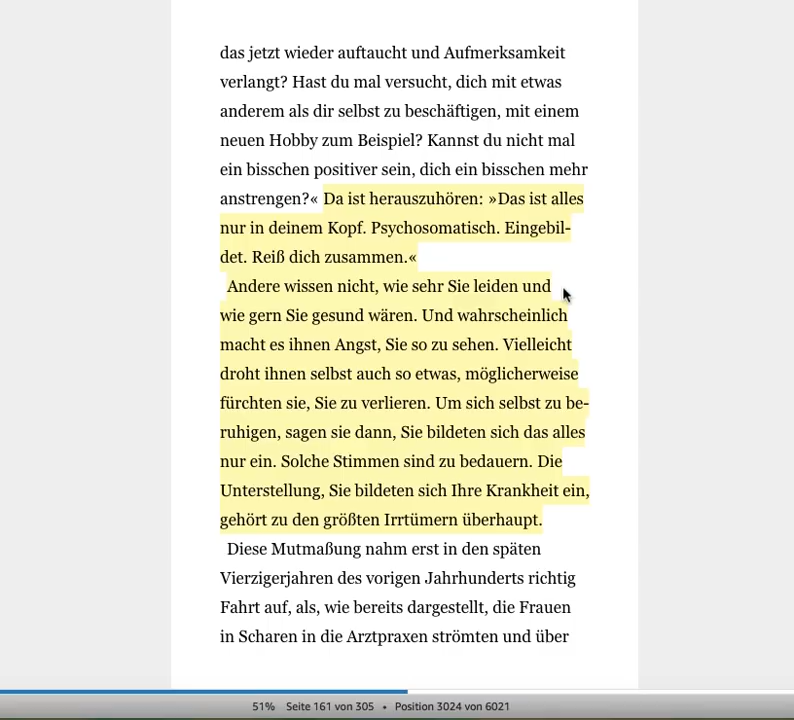 das jetzt wieder auftaucht und Aufmerksamkeit
verlangt? Hast du mal versucht, dich mit etwas
anderem als dir selbst zu beschäftigen, mit einem
neuen Hobby zum Beispiel? Kannst du nicht mal
ein bisschen positiver sein, dich ein bisschen mehr
anstrengen?« Da ist herauszuhören: »Das ist alles
nur in deinem Kopf. Psychosomatisch. Eingebil-
det. Reiß dich zusammen.«
Andere wissen nicht, wie sehr Sie leiden und
wie gern Sie gesund wären. Und wahrscheinlich
macht es ihnen Angst, Sie so zu sehen. Vielleicht
droht ihnen selbst auch so etwas, möglicherweise
fürchten sie, Sie zu verlieren. Um sich selbst zu be-
ruhigen, sagen sie dann, Sie bildeten sich das alles
nur ein. Solche Stimmen sind zu bedauern. Die
Unterstellung, Sie bildeten sich Ihre Krankheit ein,
gehört zu den größten Irrtümern überhaupt.
Diese Mutmaßung nahm erst in den späten
Vierzigerjahren des vorigen Jahrhunderts richtig
Fahrt auf, als, wie bereits dargestellt, die Frauen
in Scharen in die Arztpraxen strömten und über
51% Seite 161 von 305 • Position 3024 von 6021